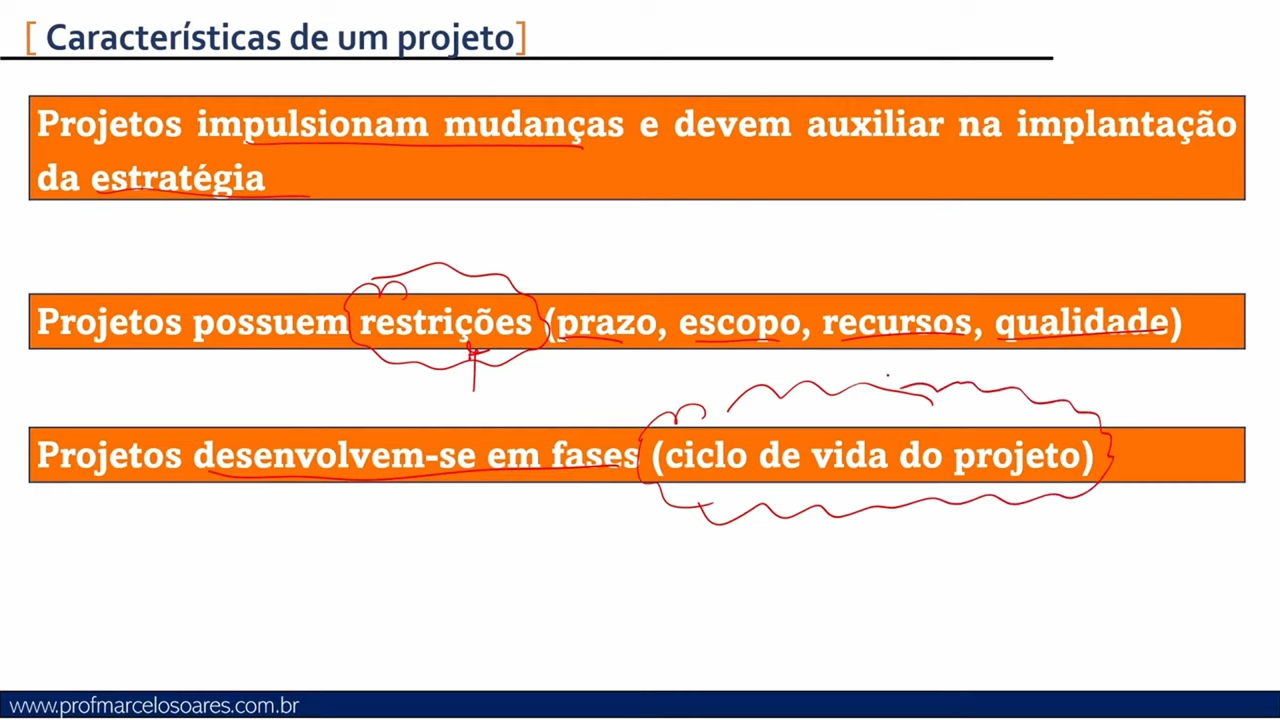 [ Características de um projeto]
Projetos impulsionam mudanças e devem auxiliar na implantação
da estratégia
Projetos possuem restrições (prazo, escopo, recursos, qualidade)
Projetos desenvolvem-se em fases (ciclo de vida do projeto)
www.profmarcelosoares.com.br